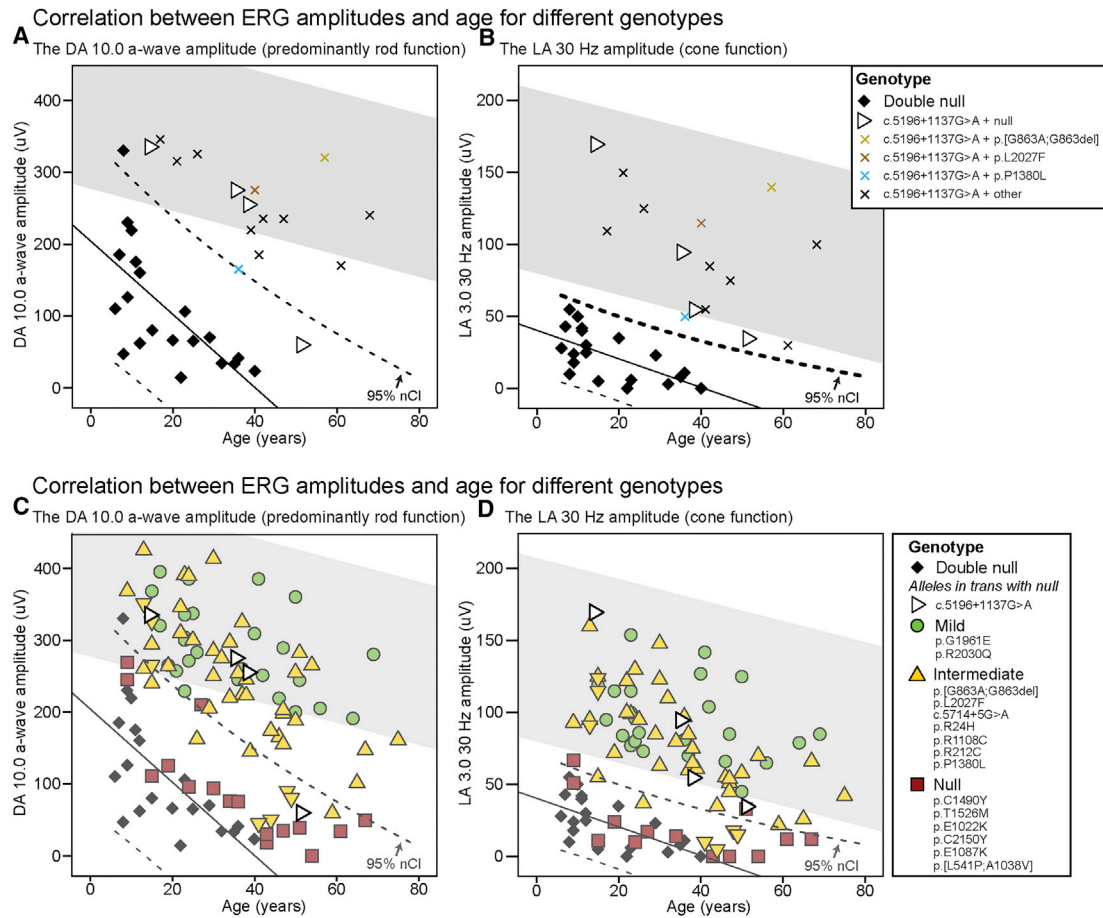 Correlation between ERG amplitudes and age for different genotypes
A The DA 10.0 a-wave amplitude (predominantly rod function)
DA 10.0 a-wave amplitude (uV)
400
300
200
100
0
95% nCI
0 20 40 60 80
Age (years)
B The LA 30 Hz amplitude (cone function)
LA 3.0 30 Hz amplitude (uV)
200
150
100
50
0
95% nCI
0 20 40 60 80
Age (years)
Genotype
Double null
c.5196+1137G>A + null
c.5196+1137G>A + p.[G863A;G863del]
c.5196+1137G>A + p.L2027F
c.5196+1137G>A + p.P1380L
c.5196+1137G>A + other
Correlation between ERG amplitudes and age for different genotypes
C The DA 10.0 a-wave amplitude (predominantly rod function)
DA 10.0 a-wave amplitude (uV)
400
300
200
100
0
95% nCI
0 20 40 60 80
Age (years)
D The LA 30 Hz amplitude (cone function)
LA 3.0 30 Hz amplitude (uV)
200
150
100
50
0
95% nCI
0 20 40 60 80
Age (years)
Genotype
Double null
Alleles in trans with null
c.5196+1137G>A
Mild
p.G1961E
p.R2030Q
Intermediate
p.[G863A;G863del]
p.L2027F
c.5714+5G>A
p.R24H
p.R1108C
p.R212C
p.P1380L
Null
p.C1490Y
p.T1526M
p.E1022K
p.C2150Y
p.E1087K
p.[L541P;A1038V]